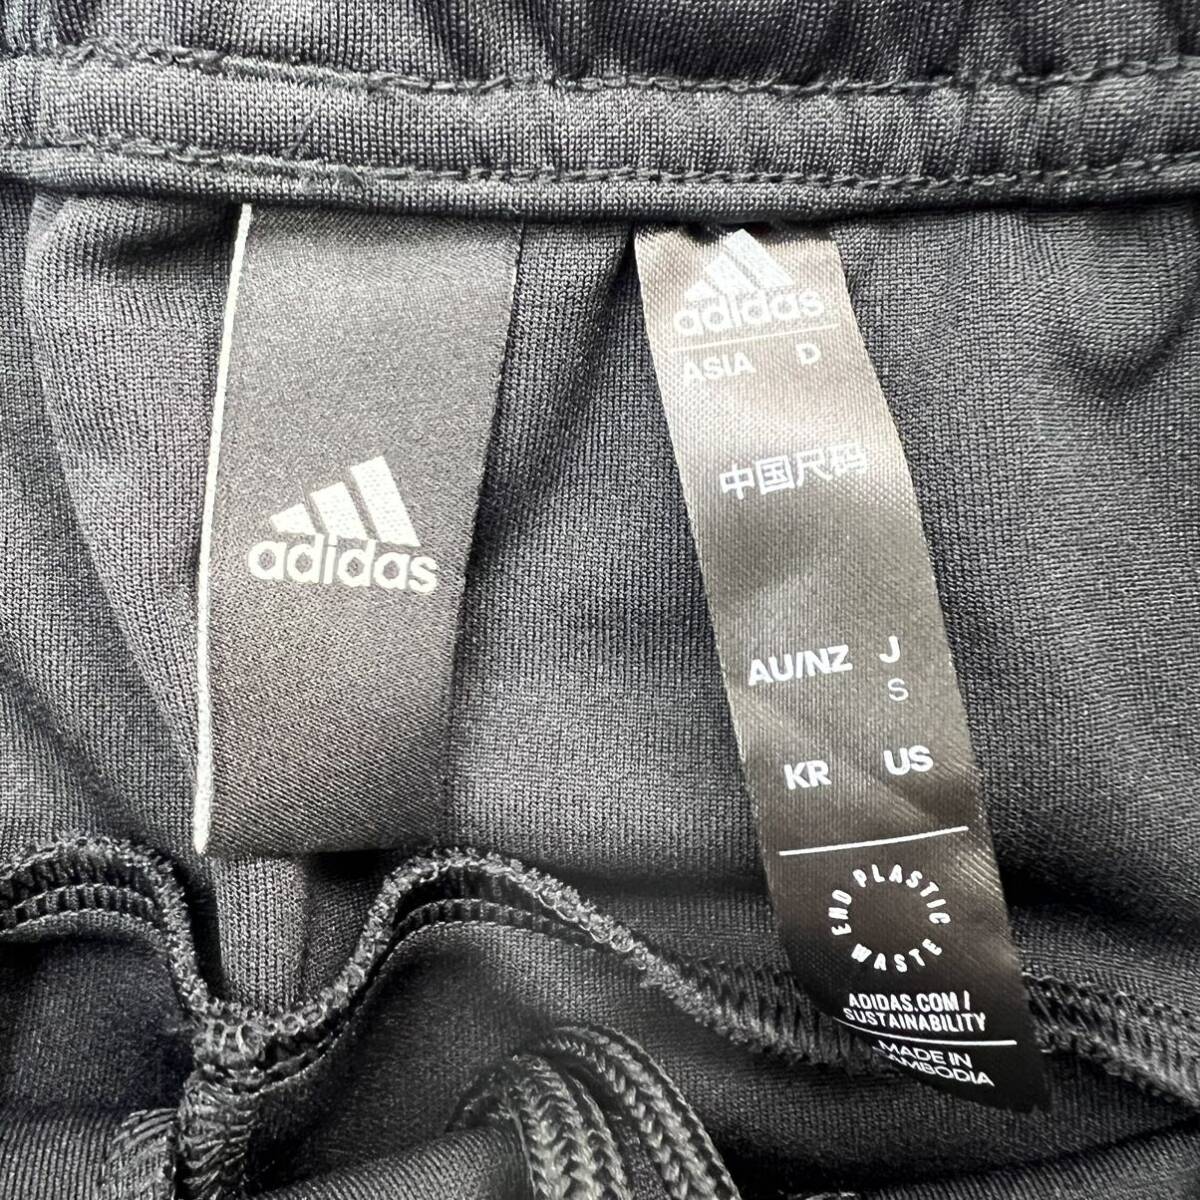 adidas
adidas
ASIA D
中国尺码
AU/NZ J
S
KR US
END PLASTIC WASTE
ADIDAS.COM/
SUSTAINABILITY
MADE IN
CAMBODIA